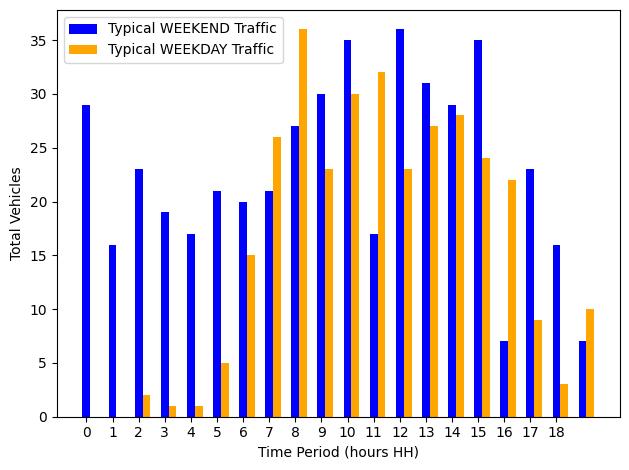 Typical WEEKEND Traffic
Typical WEEKDAY Traffic
35
30
25
20
15
10
5
0
Total Vehicles
0 1 2 3 4 5 6 7 8 9 10 11 12 13 14 15 16 17 18
Time Period (hours HH)